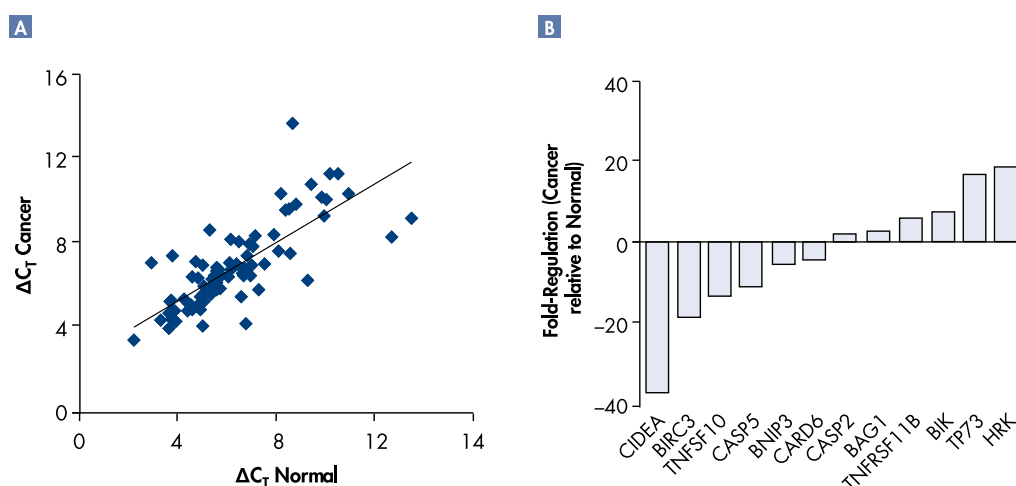 A
16
12
8
4
0
ΔCT Cancer
0
4
8
12
14
ΔCT Normal
B
40
20
0
−20
−40
Fold-Regulation (Cancer
relative to Normal)
CIDEA
BIRC3
TNFSF10
CASP5
BNIP3
CARD6
CASP2
BAG1
TNFRSF11B
BIK
TP73
HRK